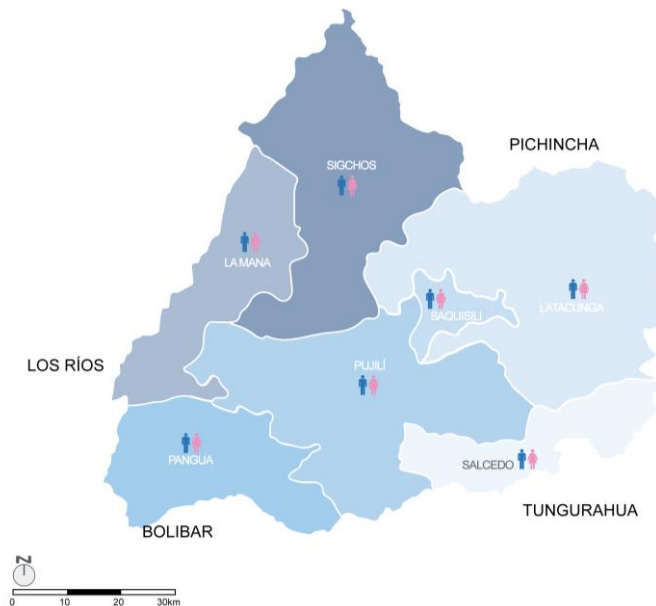 PICHINCHA
SIGCHOS
LA MANA
SAQUISILI
LATACUNGA
LOS RÍOS
PUJILÍ
PANGUA
SALCEDO
TUNGURAHUA
BOLIBAR
N
0 10 20 30km